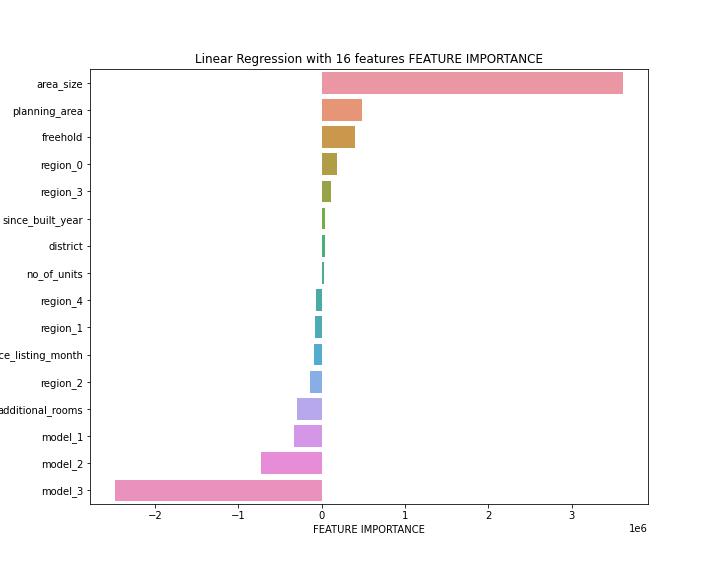 Linear Regression with 16 features FEATURE IMPORTANCE
area_size
planning_area
freehold
region_0
region_3
since_built_year
district
no_of_units
region_4
region_1
ce_listing_month
region_2
additional_rooms
model_1
model_2
model_3
−2 −1 0 1 2 3
FEATURE IMPORTANCE
1e6